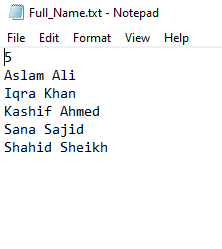 Full_Name.txt - Notepad
File Edit Format View Help
5
Aslam Ali
Iqra Khan
Kashif Ahmed
Sana Sajid
Shahid Sheikh